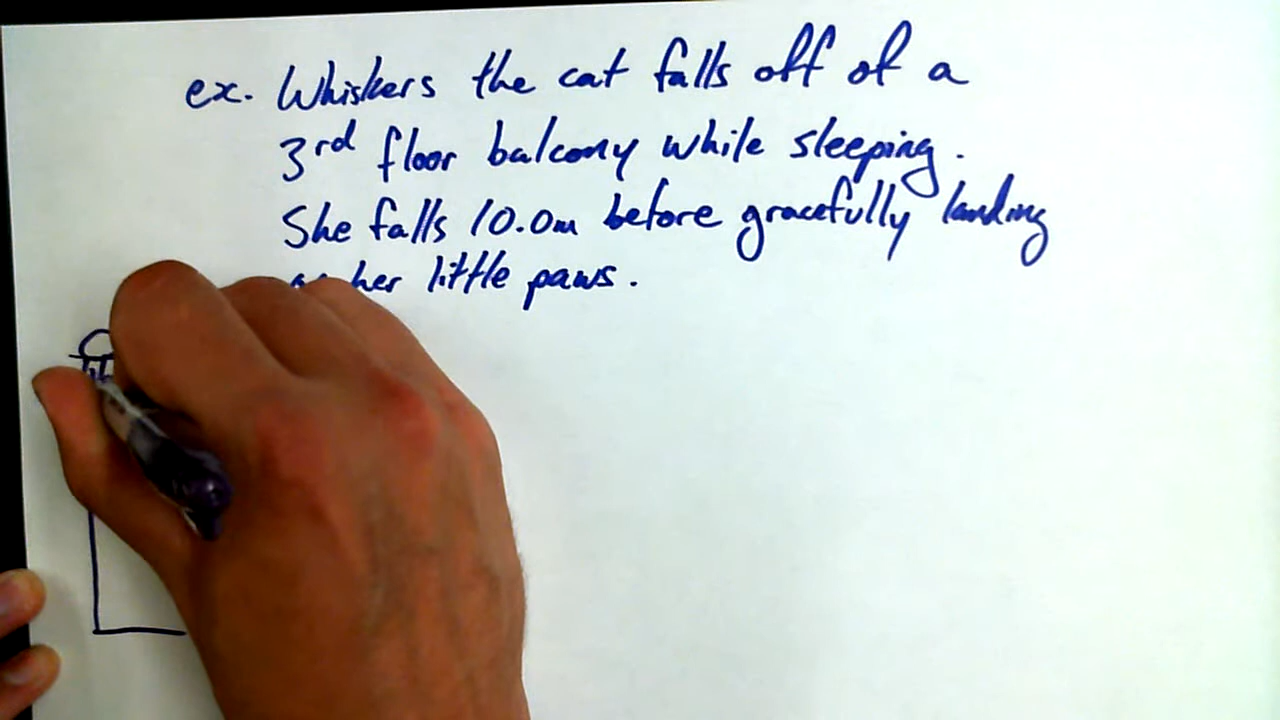 ex. Whiskers the cat falls off of a
3rd floor balcony while sleeping.
She falls 10.0m before gracefully landing
her little paws.